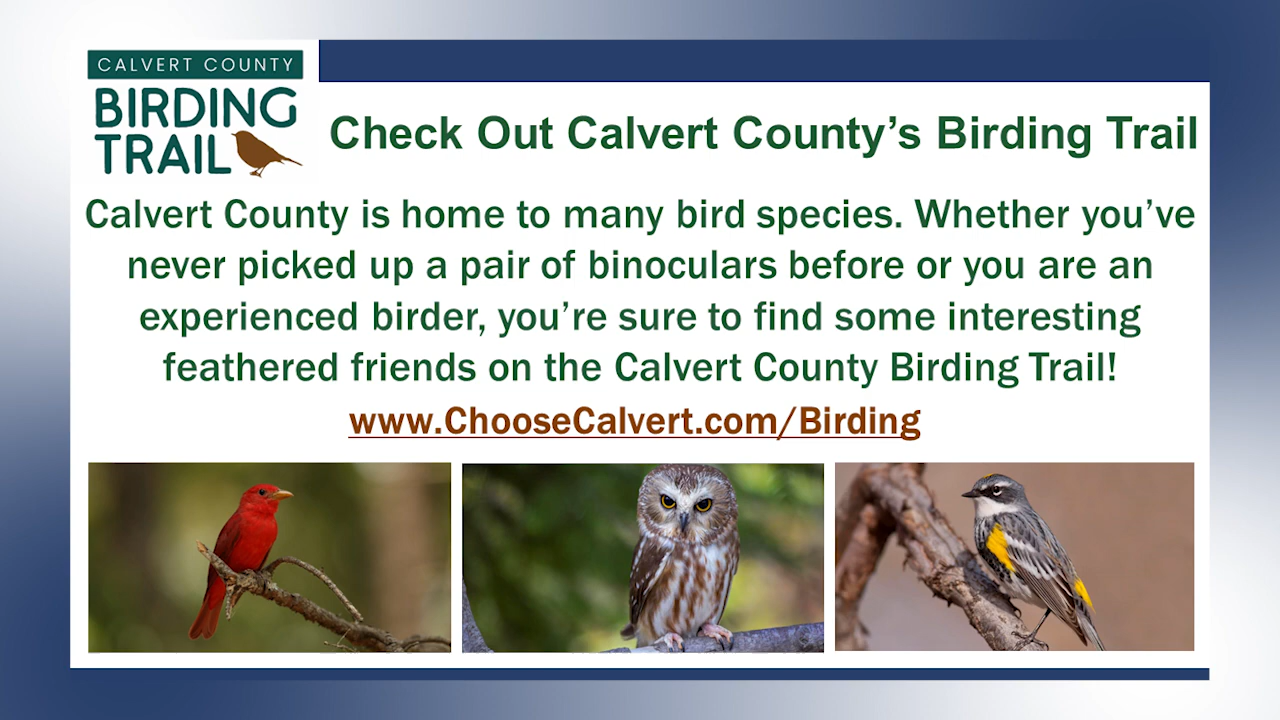 CALVERT COUNTY
BIRDING
TRAIL
Check Out Calvert County’s Birding Trail
Calvert County is home to many bird species. Whether you’ve
never picked up a pair of binoculars before or you are an
experienced birder, you’re sure to find some interesting
feathered friends on the Calvert County Birding Trail!
www.ChooseCalvert.com/Birding